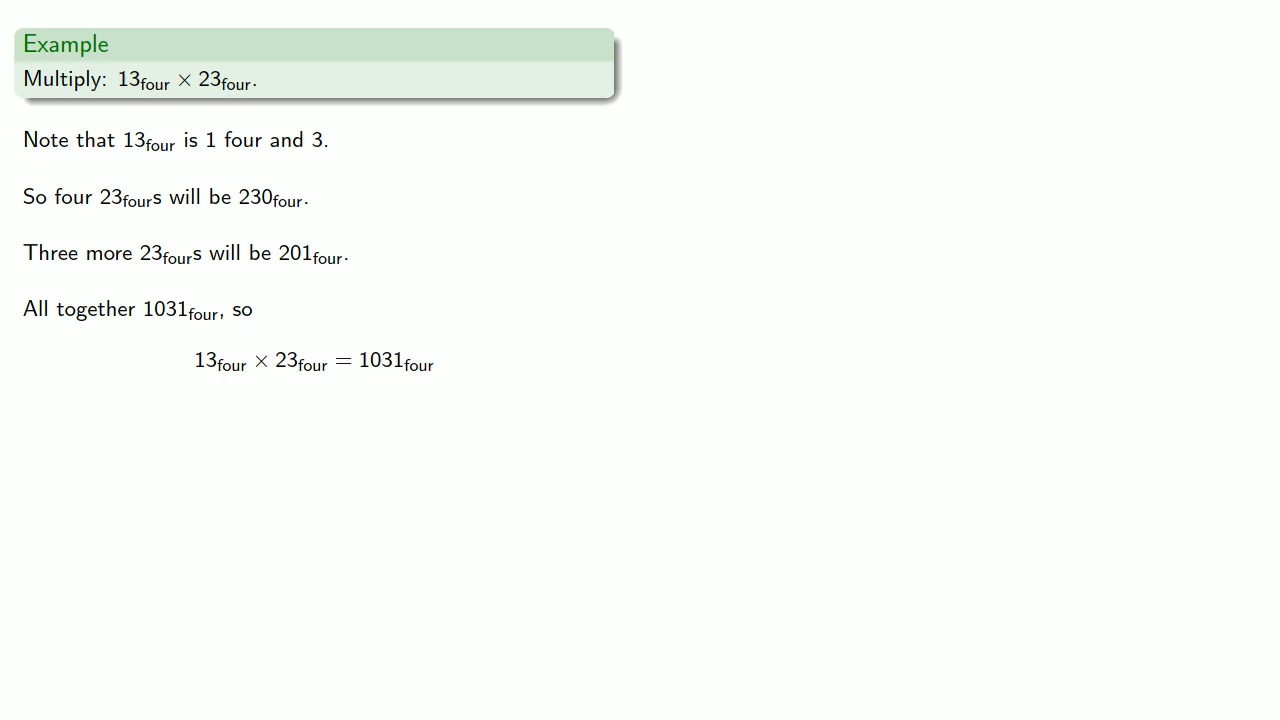 Example
Multiply: 13four × 23four.
Note that 13four is 1 four and 3.
So four 23fours will be 230four.
Three more 23fours will be 201four.
All together 1031four, so
13four × 23four = 1031four